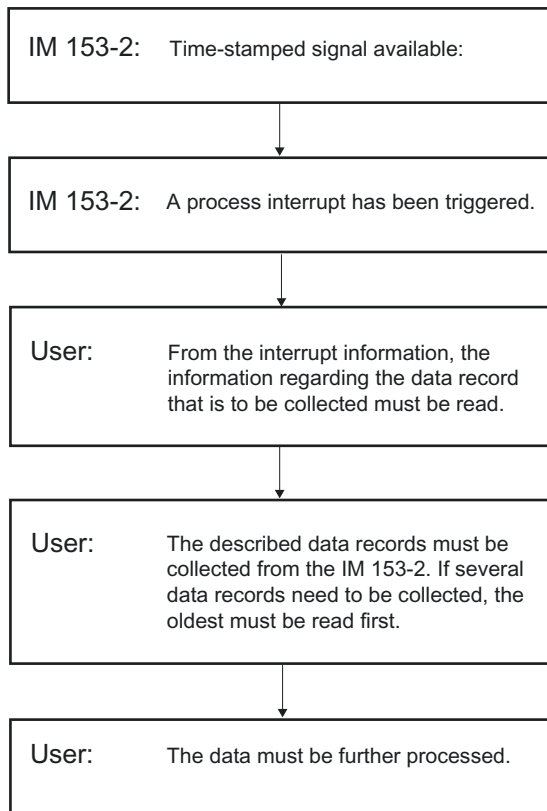 IM 153-2: Time-stamped signal available:
IM 153-2: A process interrupt has been triggered.
User: From the interrupt information, the
information regarding the data record
that is to be collected must be read.
User: The described data records must be
collected from the IM 153-2. If several
data records need to be collected, the
oldest must be read first.
User: The data must be further processed.